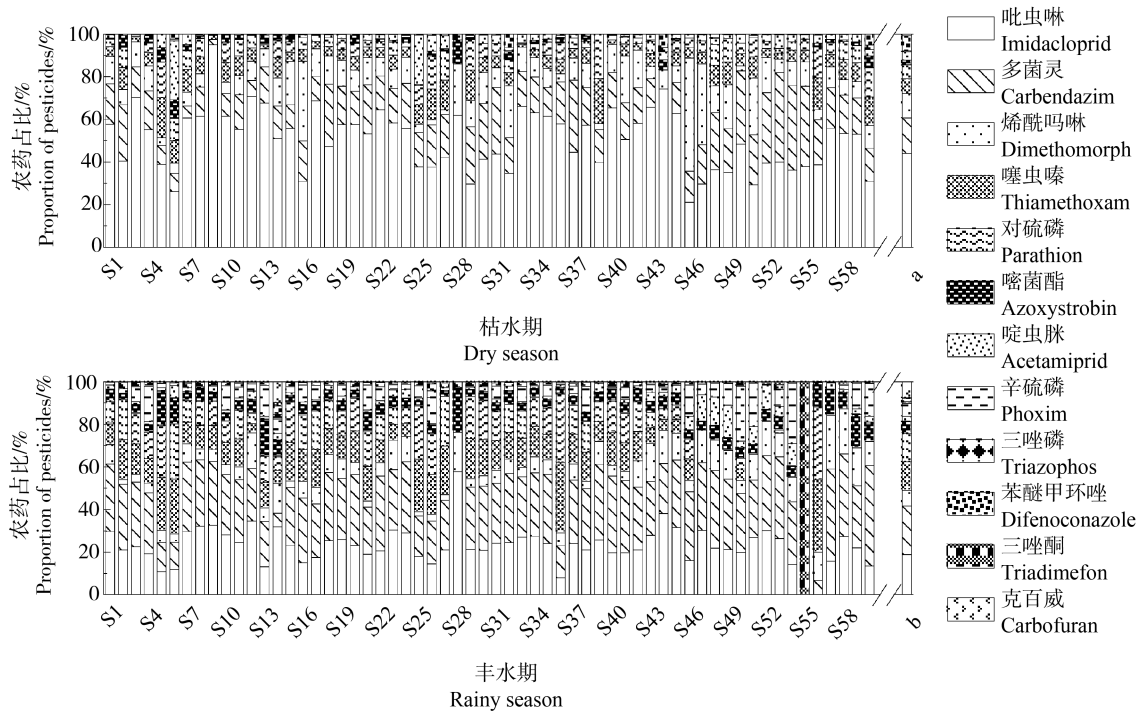 农药占比/%
Proportion of pesticides/%
100
80
60
40
20
0
S1
S4
S7
S10
S13
S16
S19
S22
S25
S28
S31
S34
S37
S40
S43
S46
S49
S52
S55
S58
a
枯水期
Dry season
农药占比/%
Proportion of pesticides/%
100
80
60
40
20
0
S1
S4
S7
S10
S13
S16
S19
S22
S25
S28
S31
S34
S37
S40
S43
S46
S49
S52
S55
S58
b
丰水期
Rainy season
吡虫啉
Imidacloprid
多菌灵
Carbendazim
烯酰吗啉
Dimethomorph
噻虫嗪
Thiamethoxam
对硫磷
Parathion
嘧菌酯
Azoxystrobin
啶虫脒
Acetamiprid
辛硫磷
Phoxim
三唑磷
Triazophos
苯醚甲环唑
Difenoconazole
三唑酮
Triadimefon
克百威
Carbofuran